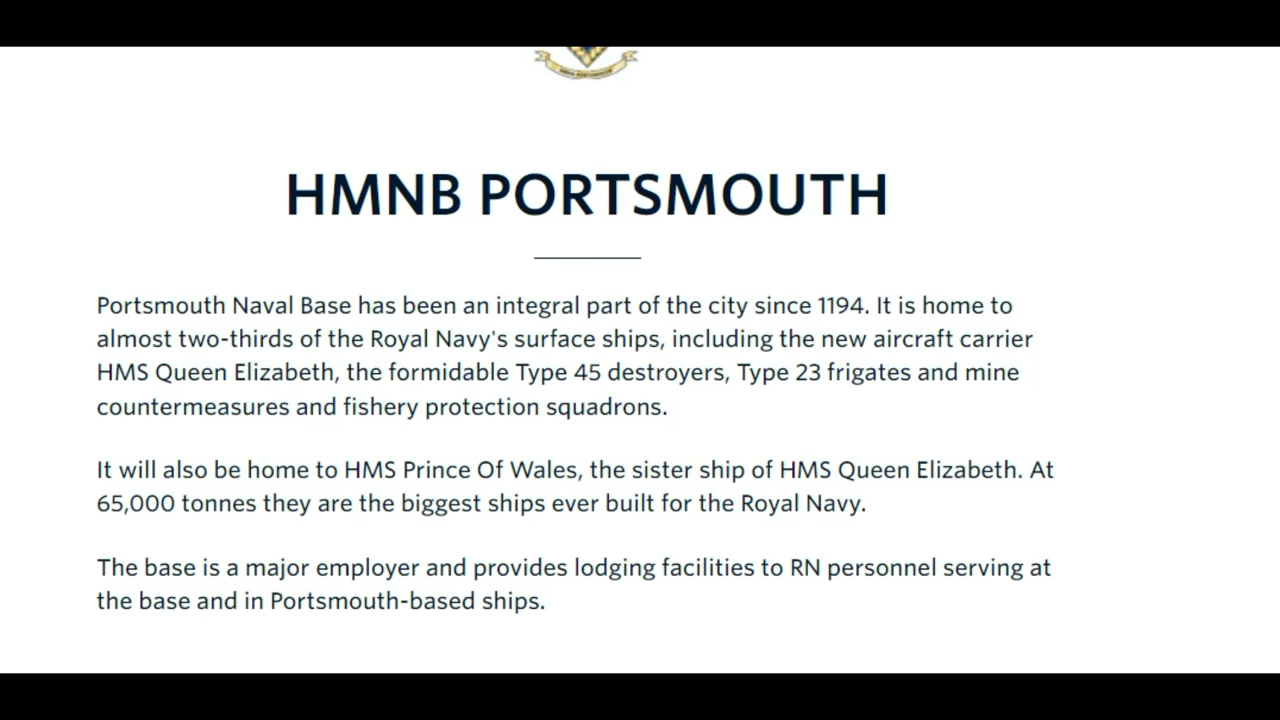 HMNB PORTSMOUTH
Portsmouth Naval Base has been an integral part of the city since 1194. It is home to
almost two-thirds of the Royal Navy's surface ships, including the new aircraft carrier
HMS Queen Elizabeth, the formidable Type 45 destroyers, Type 23 frigates and mine
countermeasures and fishery protection squadrons.
It will also be home to HMS Prince Of Wales, the sister ship of HMS Queen Elizabeth. At
65,000 tonnes they are the biggest ships ever built for the Royal Navy.
The base is a major employer and provides lodging facilities to RN personnel serving at
the base and in Portsmouth-based ships.